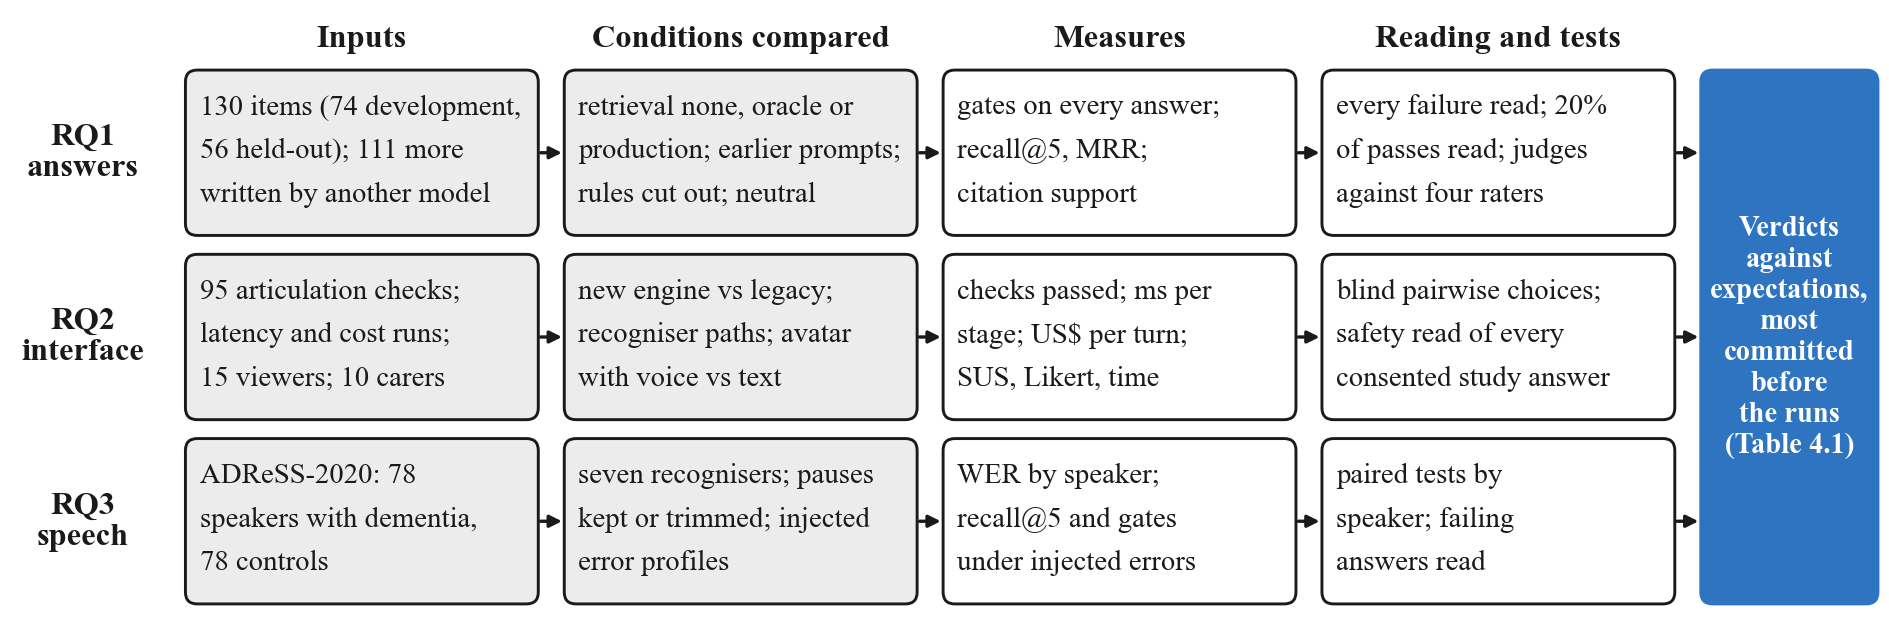 Inputs
Conditions compared
Measures
Reading and tests
RQ1
answers
130 items (74 development,
56 held-out); 111 more
written by another model
retrieval none, oracle or
production; earlier prompts;
rules cut out; neutral
gates on every answer;
recall@5, MRR;
citation support
every failure read; 20%
of passes read; judges
against four raters
RQ2
interface
95 articulation checks;
latency and cost runs;
15 viewers; 10 carers
new engine vs legacy;
recogniser paths; avatar
with voice vs text
checks passed; ms per
stage; US$ per turn;
SUS, Likert, time
blind pairwise choices;
safety read of every
consented study answer
RQ3
speech
ADReSS-2020: 78
speakers with dementia,
78 controls
seven recognisers; pauses
kept or trimmed; injected
error profiles
WER by speaker;
recall@5 and gates
under injected errors
paired tests by
speaker; failing
answers read
Verdicts
against
expectations,
most
committed
before
the runs
(Table 4.1)